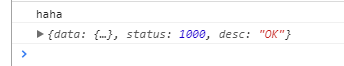 haha
▶{data: {…}, status: 1000, desc: "OK"}